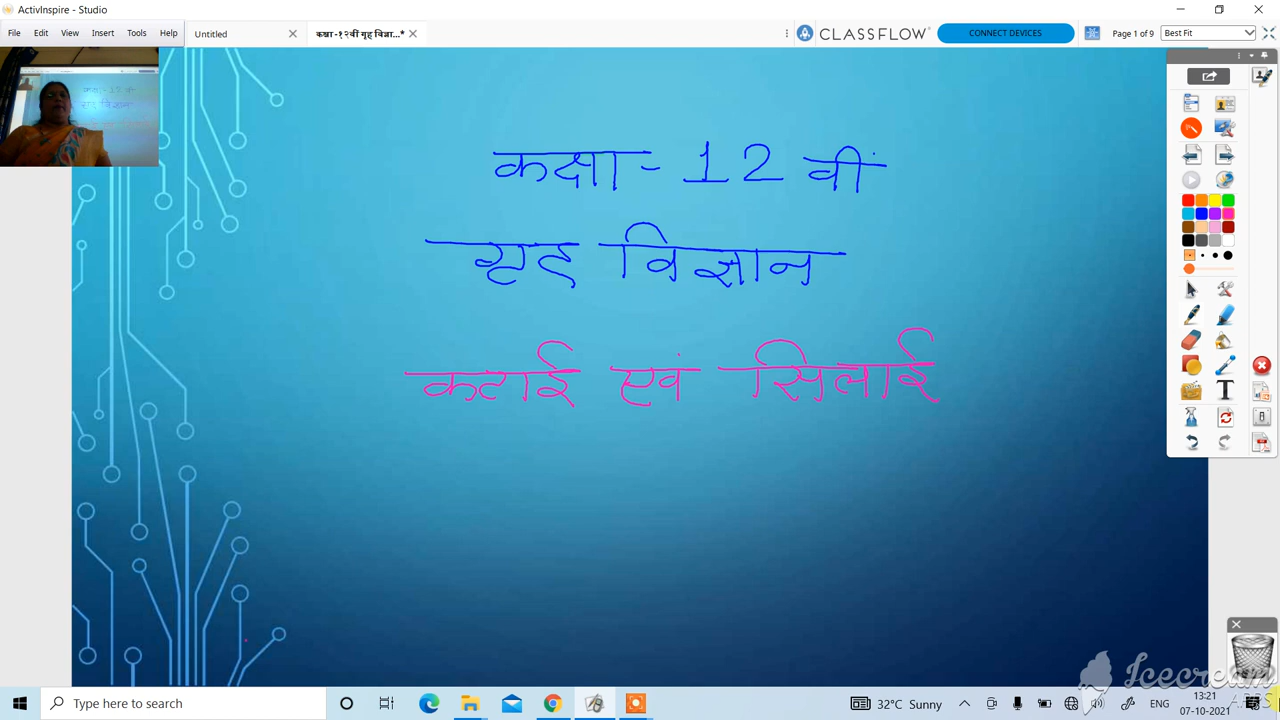 ActivInspire - Studio
File Edit View Insert Tools Help
Untitled
कक्षा -१२वीं गृह विज्ञा...*
CLASSFLOW
CONNECT DEVICES
Page 1 of 9
Best Fit
कक्षा - 12 वीं
गृह विज्ञान
कटाई एवं सिलाई
T
Icecream
APPS
Type here to search
32°C Sunny
ENG
13:21
07-10-2021